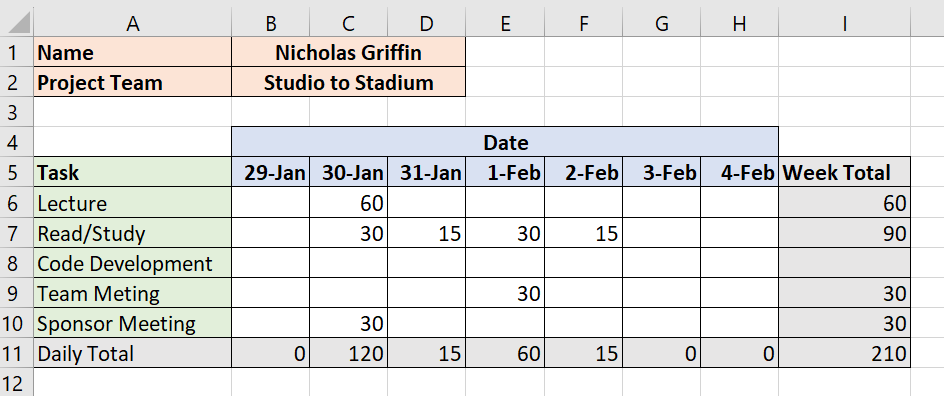 A B C D E F G H I
1 Name Nicholas Griffin
2 Project Team Studio to Stadium
3
4 Date
5 Task 29-Jan 30-Jan 31-Jan 1-Feb 2-Feb 3-Feb 4-Feb Week Total
6 Lecture 60 60
7 Read/Study 30 15 30 15 90
8 Code Development
9 Team Meting 30 30
10 Sponsor Meeting 30 30
11 Daily Total 0 120 15 60 15 0 0 210
12